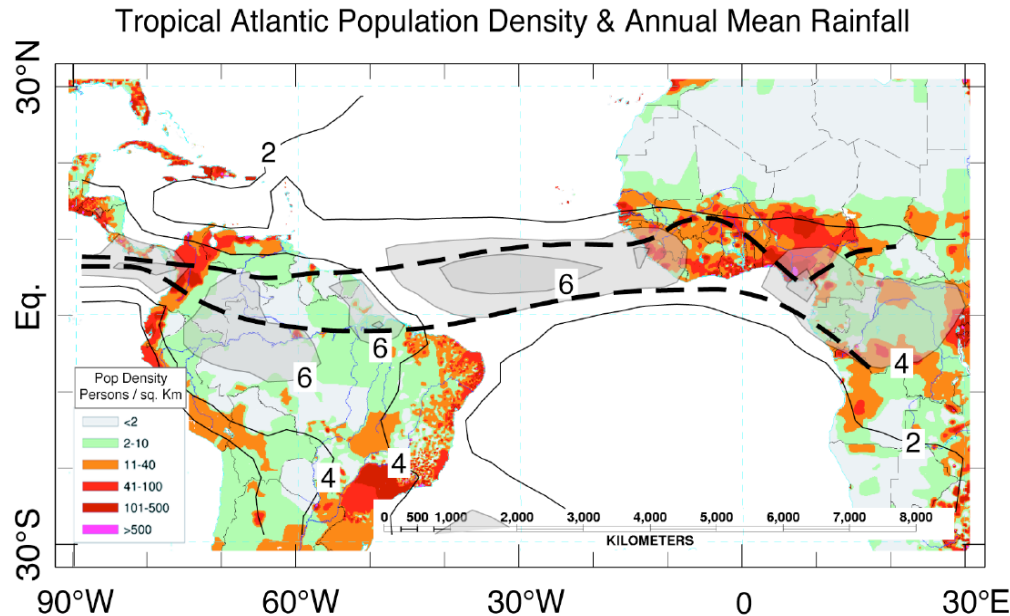 Tropical Atlantic Population Density & Annual Mean Rainfall
30°N
2
6
Eq.
6
6
4
Pop Density
Persons / sq. Km
<2
2-10
11-40
41-100
101-500
>500
4
4
2
0 500 1,000 2,000 3,000 4,000 5,000 6,000 7,000 8,000
KILOMETERS
30°S
90°W 60°W 30°W 0 30°E